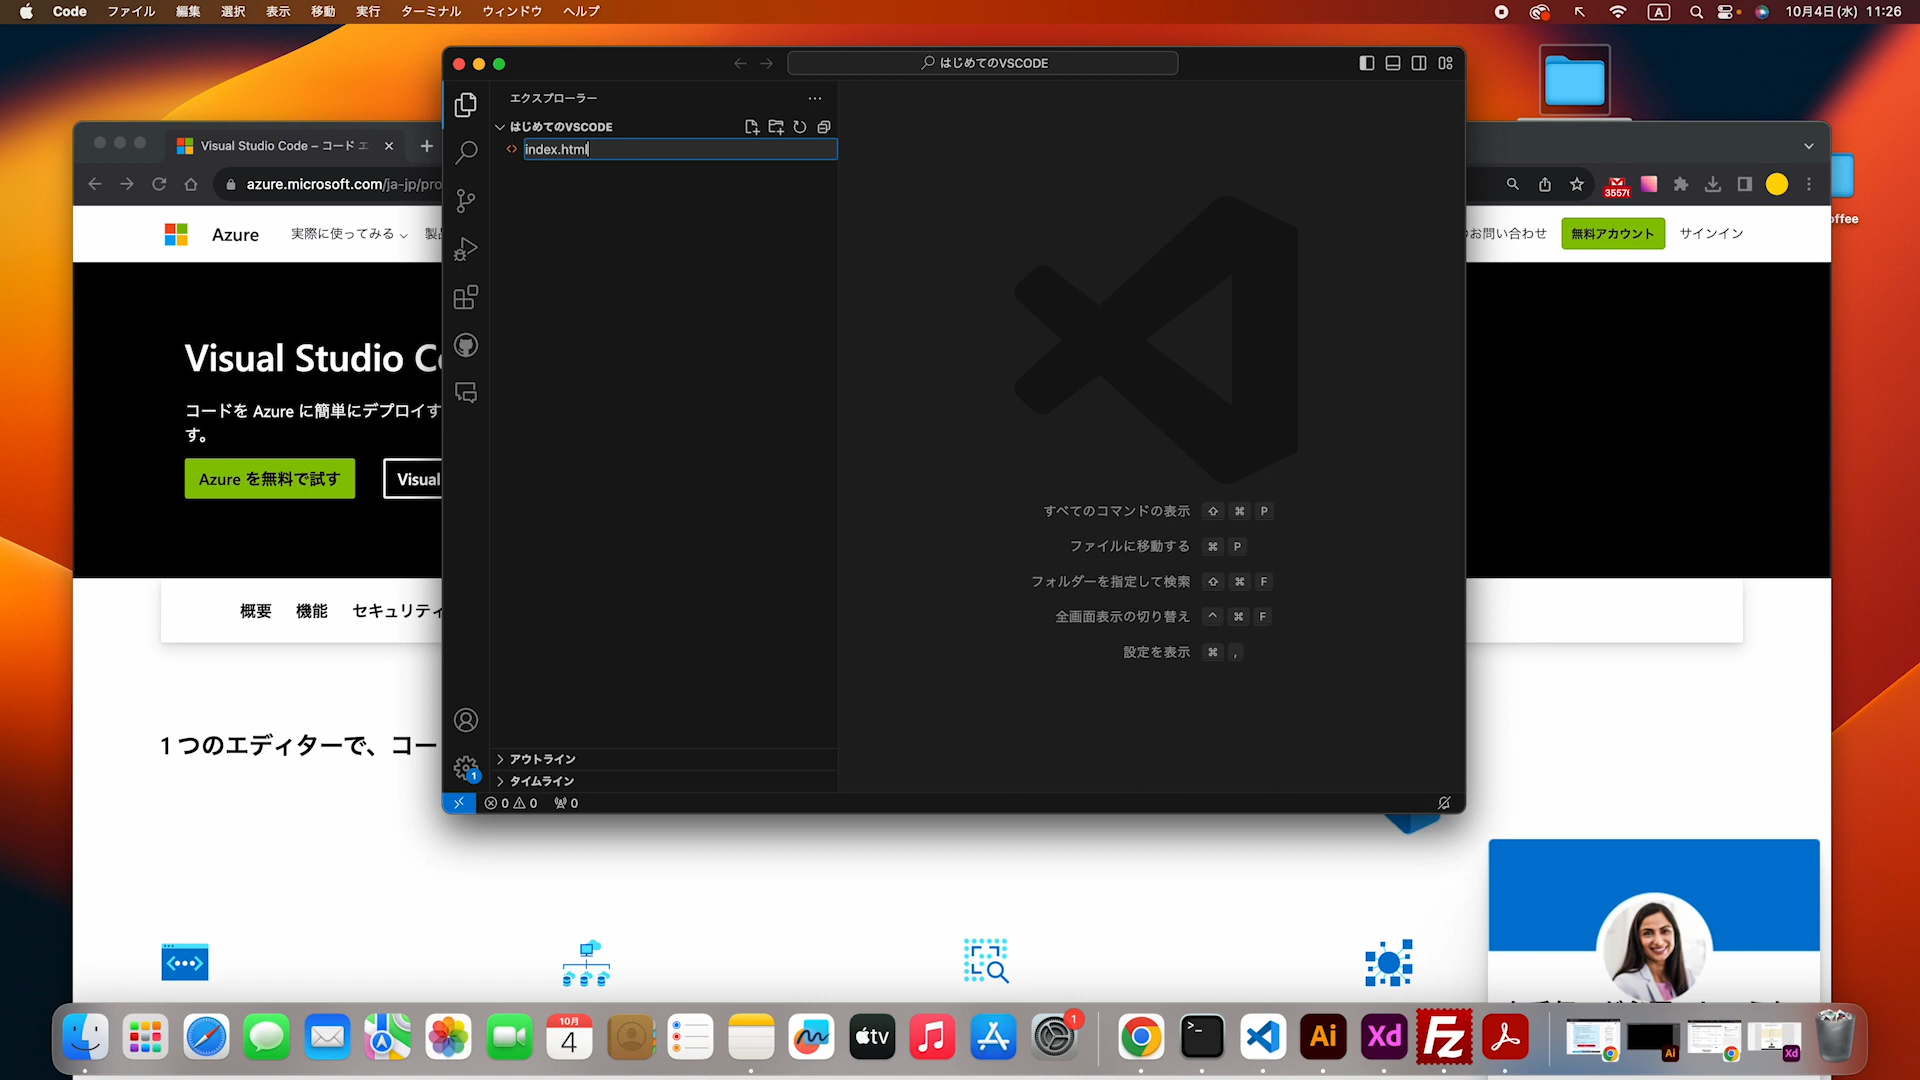 Code ファイル 編集 選択 表示 移動 実行 ターミナル ウィンドウ ヘルプ
A 10月4日(水) 11:26
はじめてのVSCODE
エクスプローラー
はじめてのVSCODE
index.html
Visual Studio Code – コード エ
azure.microsoft.com/ja-jp/pro
35576
offee
Azure 実際に使ってみる 製品
お問い合わせ 無料アカウント サインイン
Visual Studio Co
コードを Azure に簡単にデプロイす
す。
Azure を無料で試す Visual
すべてのコマンドの表示 ⇧ ⌘ P
ファイルに移動する ⌘ P
フォルダーを指定して検索 ⇧ ⌘ F
全画面表示の切り替え ^ ⌘ F
設定を表示 ⌘ ,
概要 機能 セキュリティ
1 つのエディターで、コー
アウトライン
タイムライン
1
0 0 0
10月
4
tv
1
>_
Ai
Xd
Fz
Ai
Xd